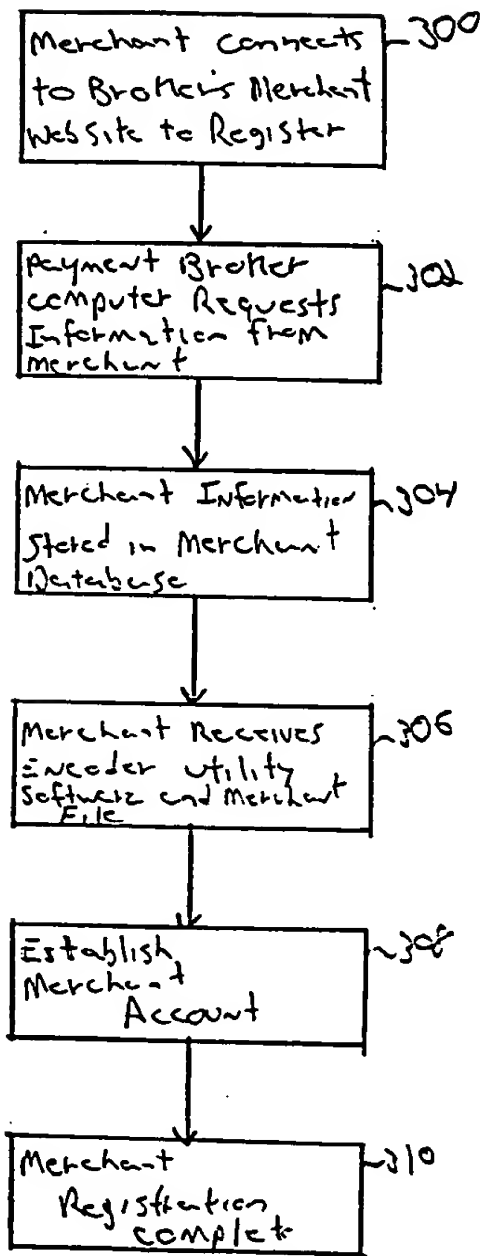 Merchant Connects
to Broker's Merchant
Website to Register
300
Payment Broker
computer Requests
Information from
merchant
302
Merchant Information
Stored in Merchant
Database
304
Merchant Receives
Encoder utility
Software and Merchant
File
306
Establish
Merchant
Account
308
Merchant
Registration
complete
310